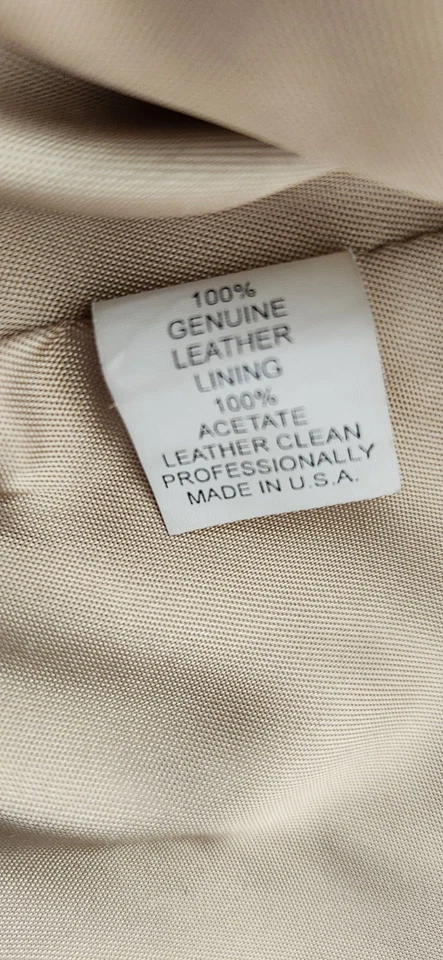 100%
GENUINE
LEATHER
LINING
100%
ACETATE
LEATHER CLEAN
PROFESSIONALLY
MADE IN U.S.A.